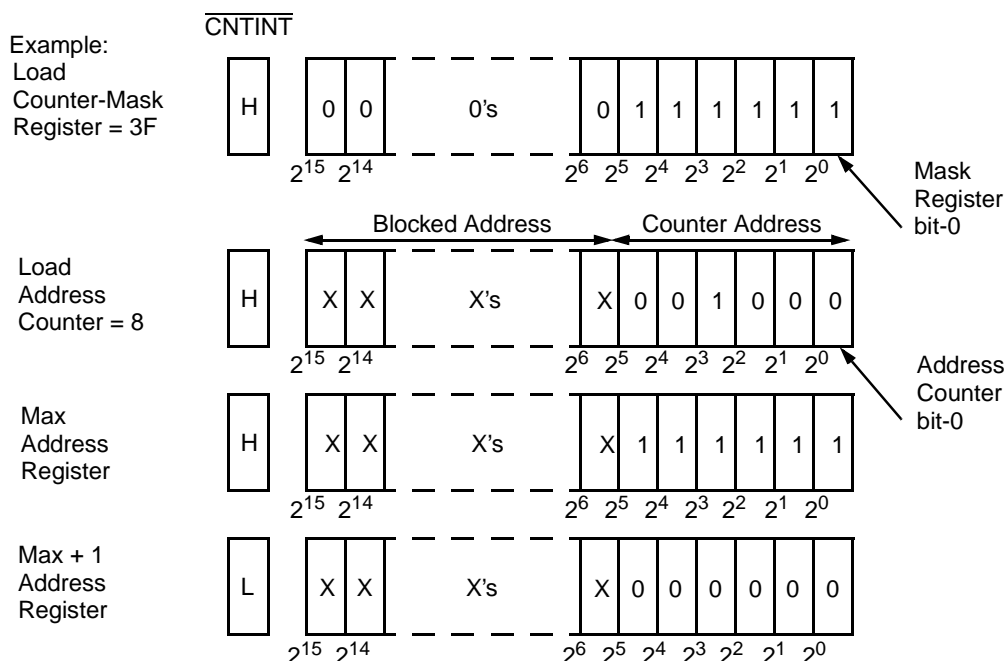 CNTINT
Example:
Load
Counter-Mask
Register = 3F
H
0 0 0's 0 1 1 1 1 1 1
2^15 2^14 2^6 2^5 2^4 2^3 2^2 2^1 2^0
Mask
Register
bit-0
Blocked Address Counter Address
Load
Address
Counter = 8
H
X X X's X 0 0 1 0 0 0
2^15 2^14 2^6 2^5 2^4 2^3 2^2 2^1 2^0
Address
Counter
bit-0
Max
Address
Register
H
X X X's X 1 1 1 1 1 1
2^15 2^14 2^6 2^5 2^4 2^3 2^2 2^1 2^0
Max + 1
Address
Register
L
X X X's X 0 0 0 0 0 0
2^15 2^14 2^6 2^5 2^4 2^3 2^2 2^1 2^0